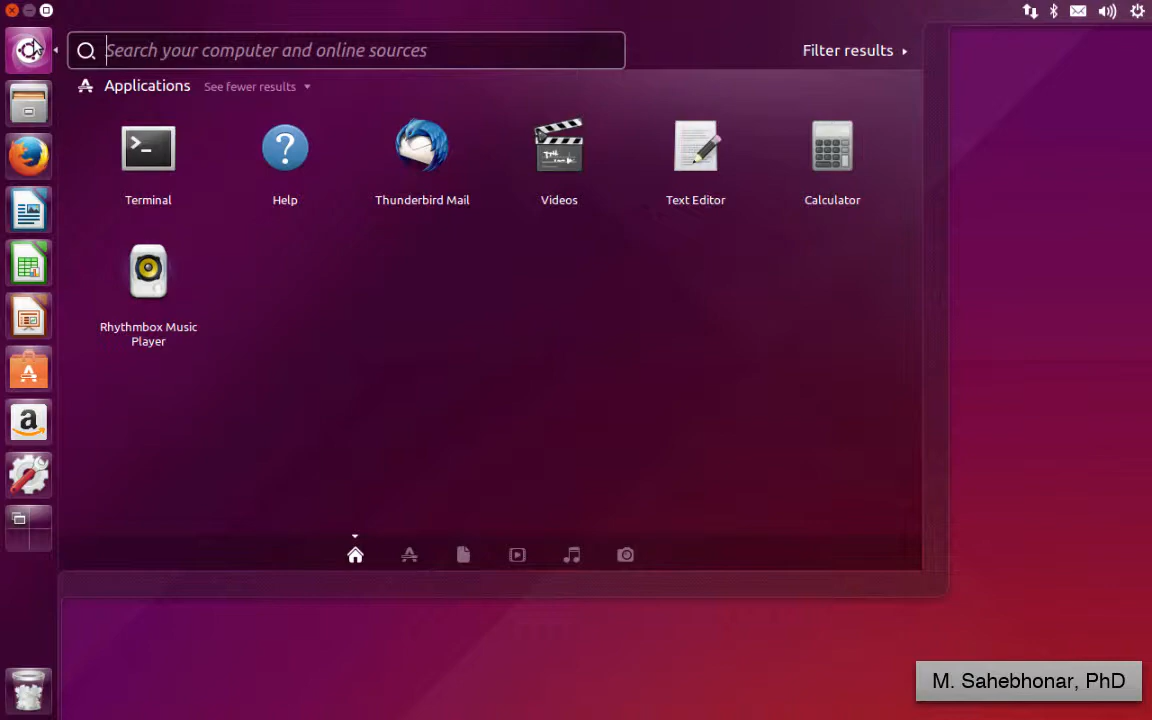 Search your computer and online sources
Filter results
Applications
See fewer results
Terminal
Help
Thunderbird Mail
Videos
Text Editor
Calculator
Rhythmbox Music
Player
M. Sahebhonar, PhD